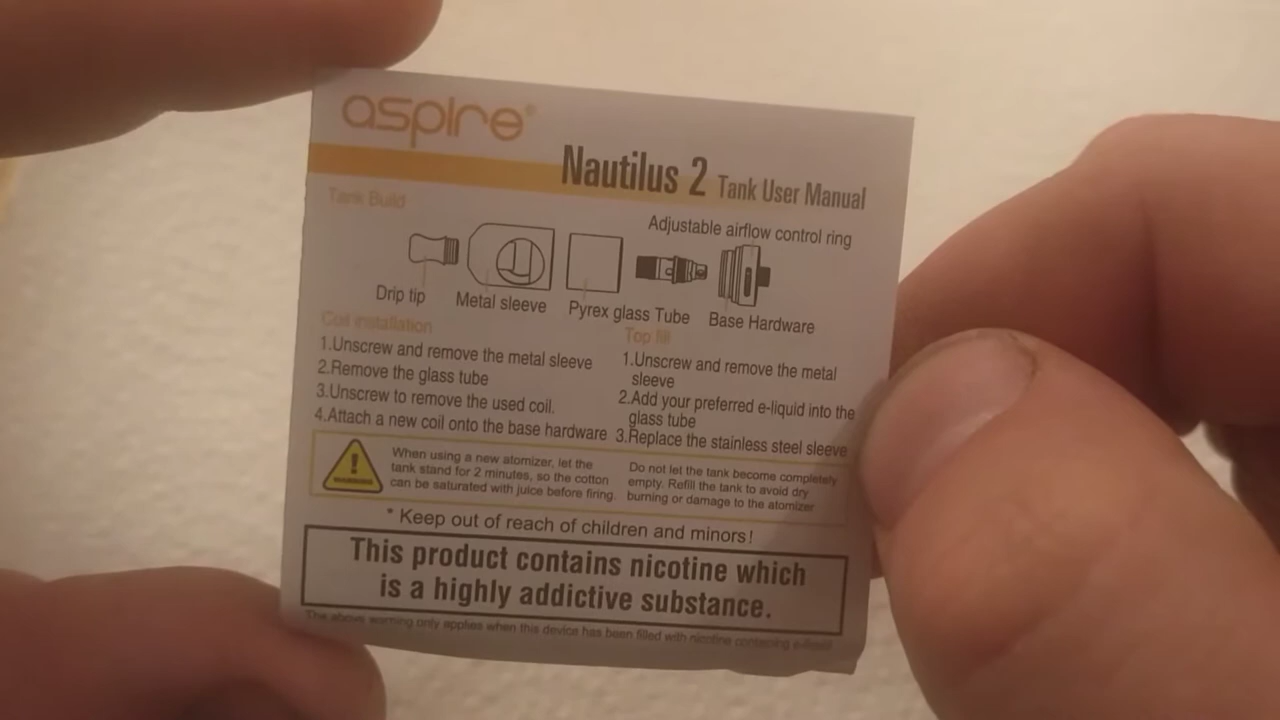 aspire®
Nautilus 2 Tank User Manual
Tank Build
Adjustable airflow control ring
Drip tip
Metal sleeve
Pyrex glass Tube
Base Hardware
Coil installation
1.Unscrew and remove the metal sleeve
2.Remove the glass tube
3.Unscrew to remove the used coil.
4.Attach a new coil onto the base hardware
Top fill
1.Unscrew and remove the metal
sleeve
2.Add your preferred e-liquid into the
glass tube
3.Replace the stainless steel sleeve
WARNING
When using a new atomizer, let the
tank stand for 2 minutes, so the cotton
can be saturated with juice before firing.
Do not let the tank become completely
empty. Refill the tank to avoid dry
burning or damage to the atomizer
* Keep out of reach of children and minors!
This product contains nicotine which
is a highly addictive substance.
The above warning only applies when this device has been filled with nicotine containing e-liquid